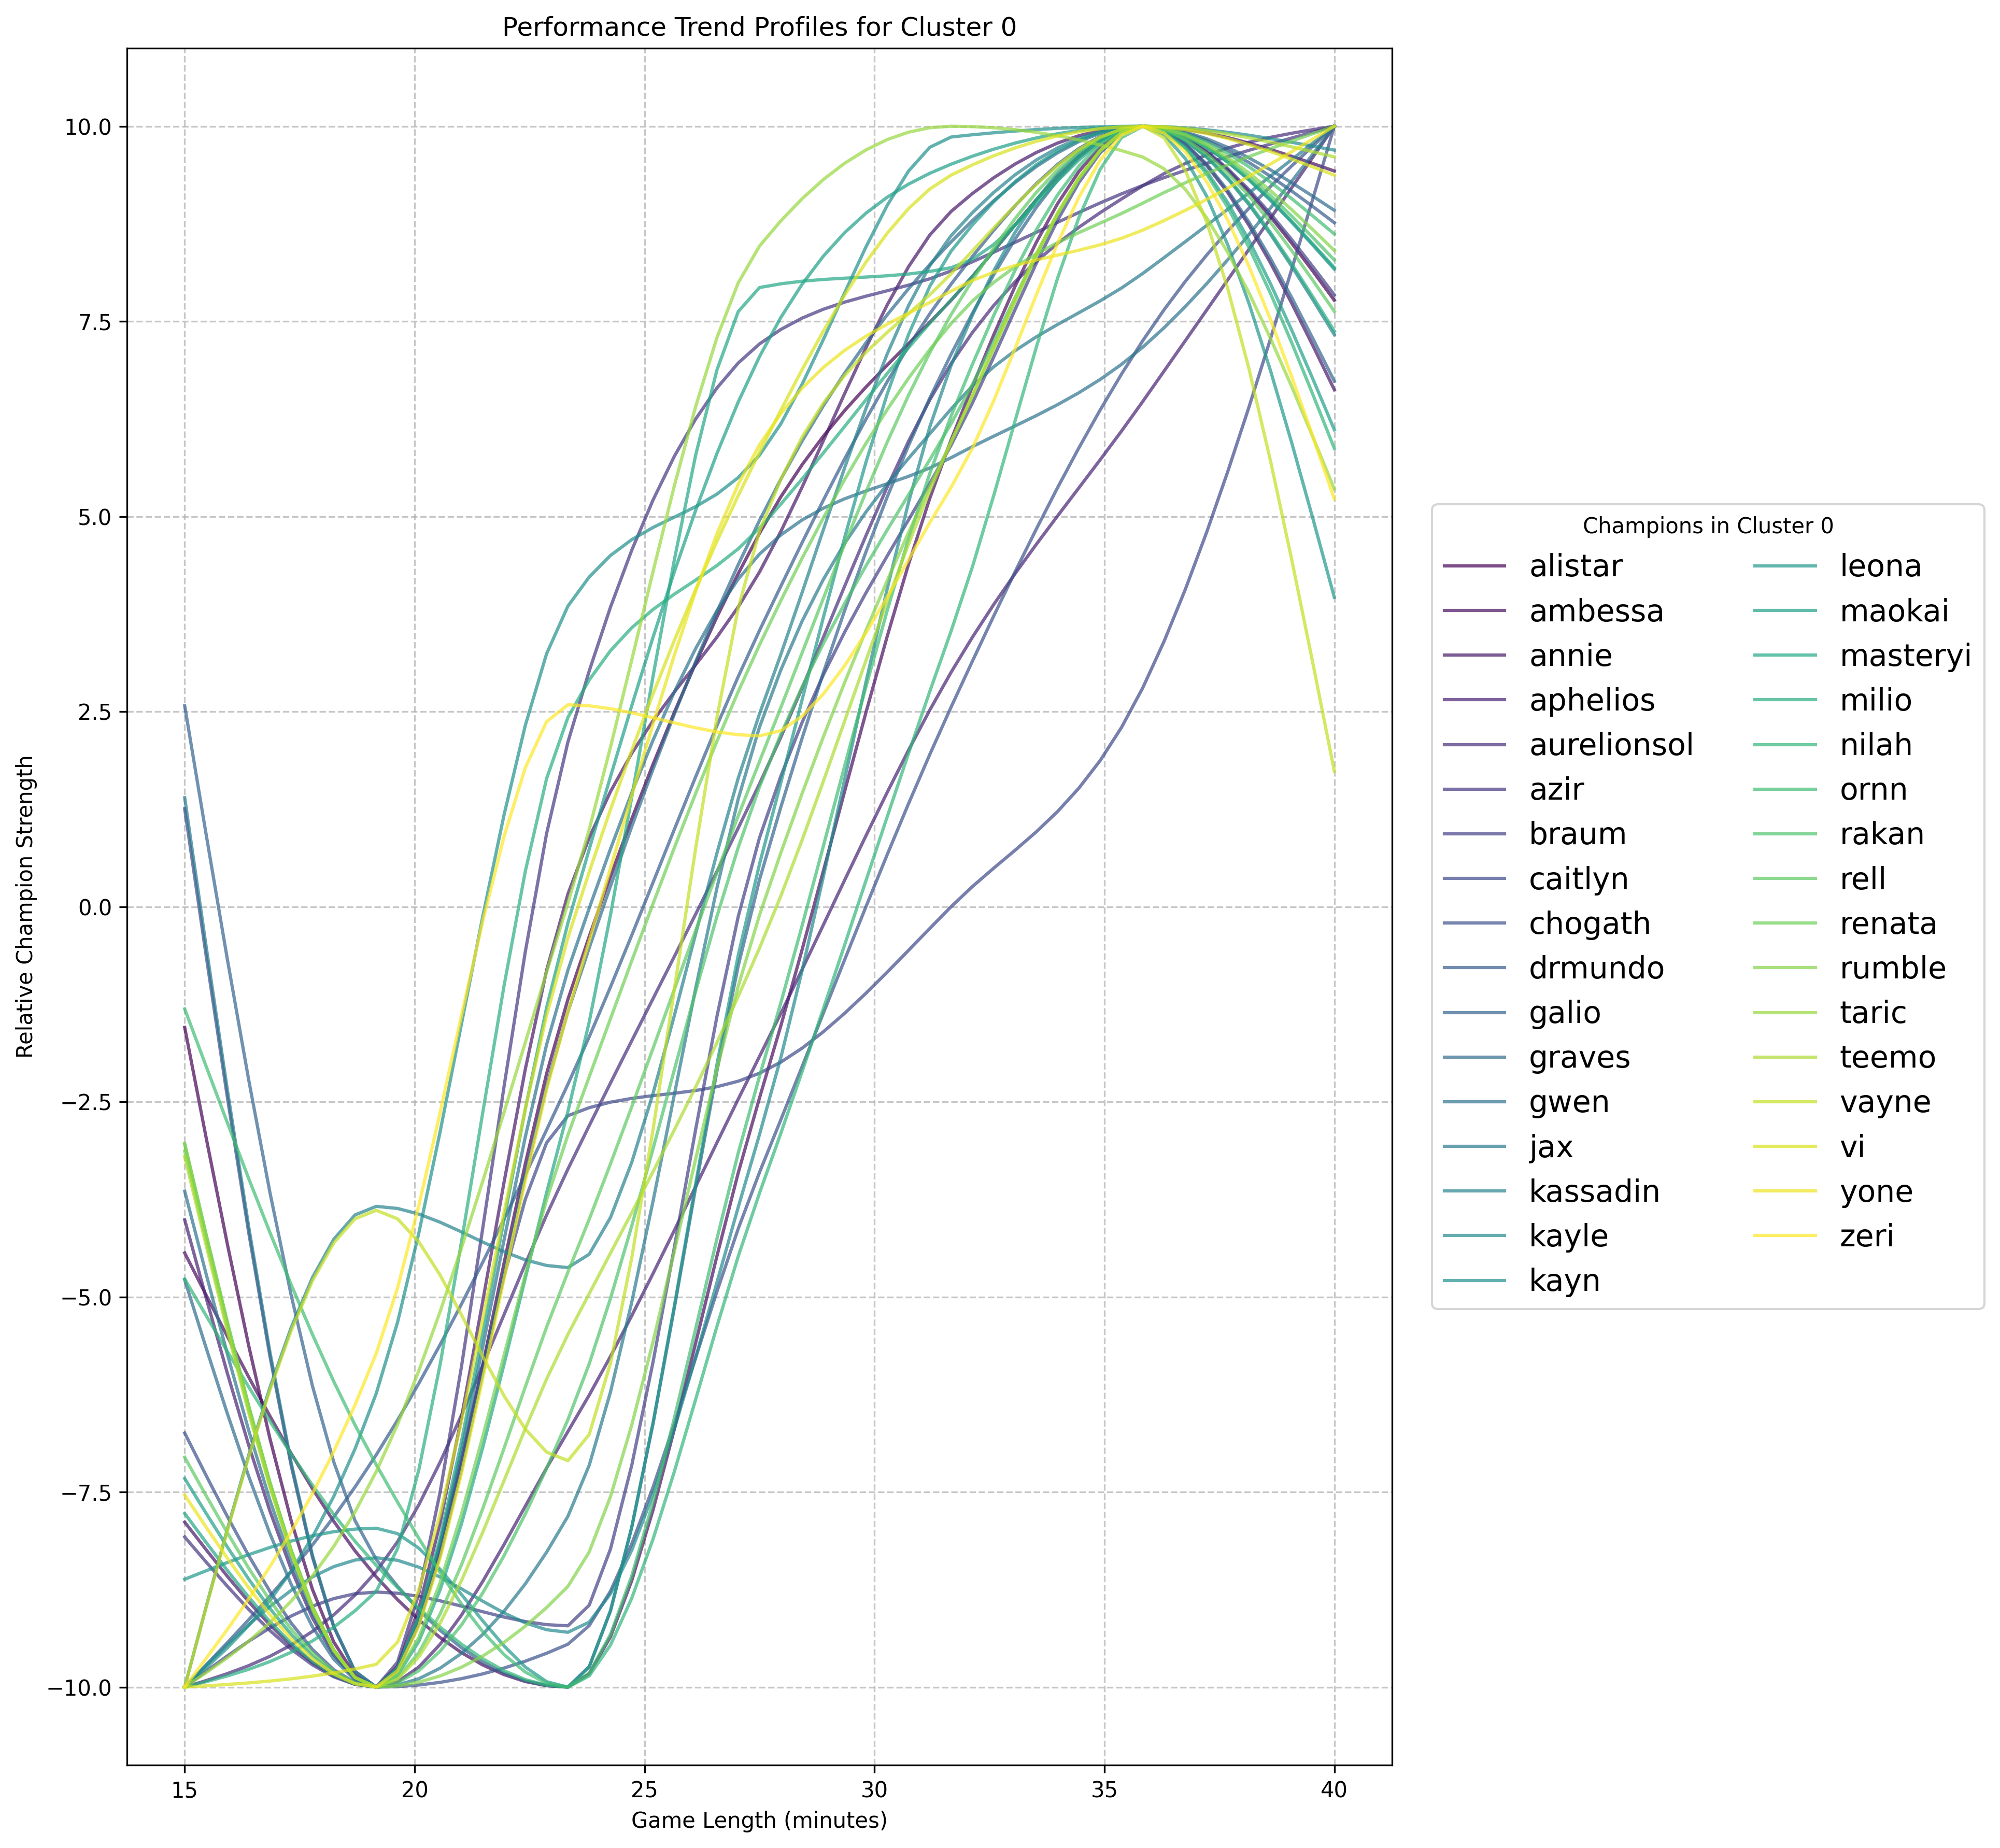 Performance Trend Profiles for Cluster 0
10.0
7.5
5.0
2.5
0.0
−2.5
−5.0
−7.5
−10.0
Relative Champion Strength
15 20 25 30 35 40
Game Length (minutes)
Champions in Cluster 0
alistar
ambessa
annie
aphelios
aurelionsol
azir
braum
caitlyn
chogath
drmundo
galio
graves
gwen
jax
kassadin
kayle
kayn
leona
maokai
masteryi
milio
nilah
ornn
rakan
rell
renata
rumble
taric
teemo
vayne
vi
yone
zeri